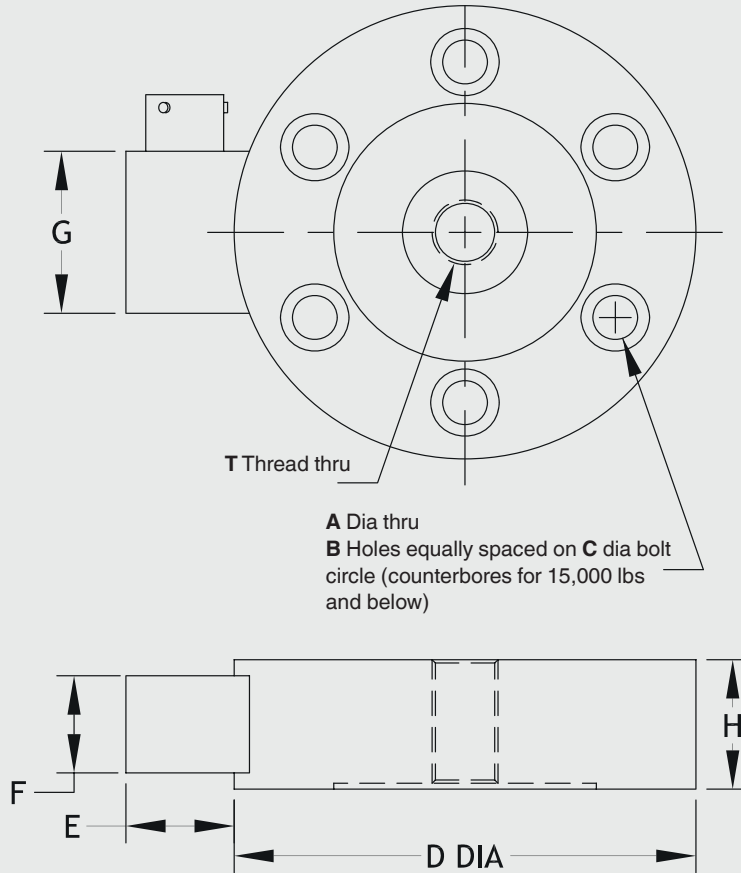 G
T Thread thru
A Dia thru
B Holes equally spaced on C dia bolt
circle (counterbores for 15,000 lbs
and below)
H
F
E
D DIA